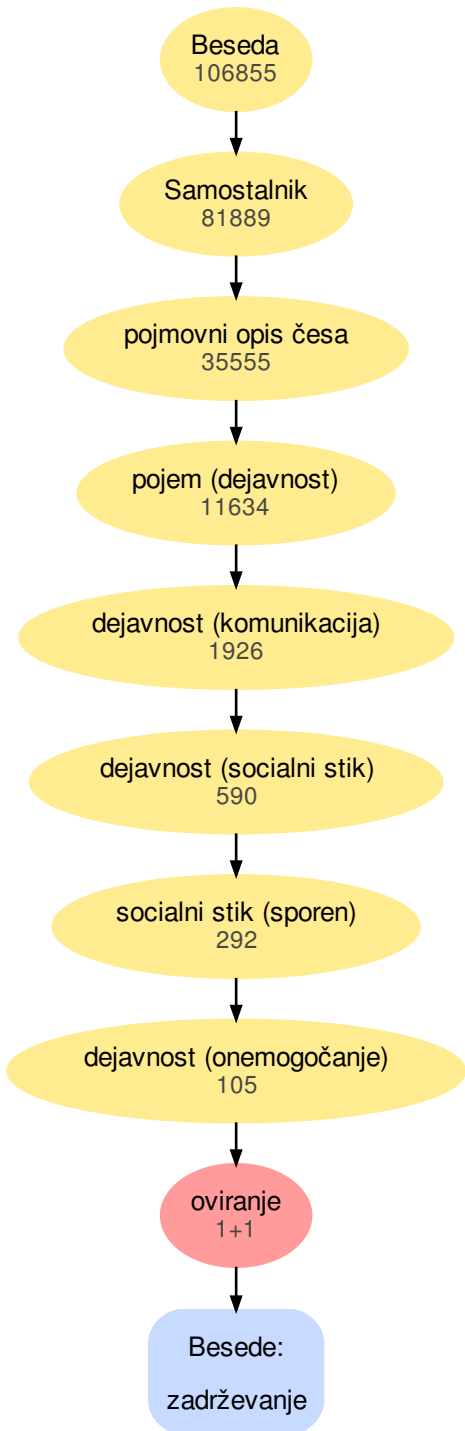 Beseda
106855
Samostalnik
81889
pojmovni opis česa
35555
pojem (dejavnost)
11634
dejavnost (komunikacija)
1926
dejavnost (socialni stik)
590
socialni stik (sporen)
292
dejavnost (onemogočanje)
105
oviranje
1+1
Besede:
zadrževanje